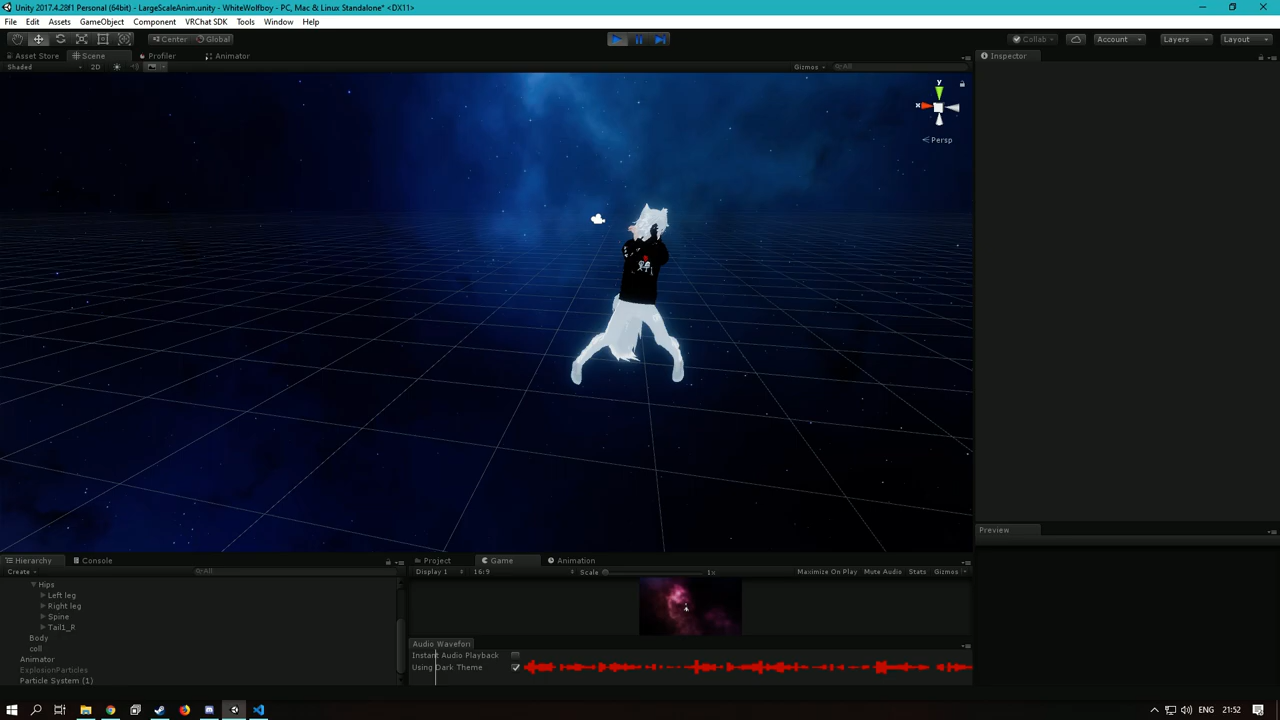 Unity 2017.4.28f1 Personal (64bit) - LargeScaleAnim.unity - WhiteWolfboy - PC, Mac & Linux Standalone* <DX11>
File Edit Assets GameObject Component VRChat SDK Tools Window Help
Center Global Collab Account Layers Layout
Asset Store Scene Profiler Animator Inspector
Shaded 2D Gizmos All
y
x
Persp
Preview
Hierarchy Console Project Game Animation
Create All Display 1 16:9 Scale 1x Maximize On Play Mute Audio Stats Gizmos
Hips
Left leg
Right leg
Spine
Tail1_R
Body
coll
Animator
ExplosionParticles
Particle System (1)
Audio Wavefori
Instant Audio Playback
Using Dark Theme
ENG 21:52